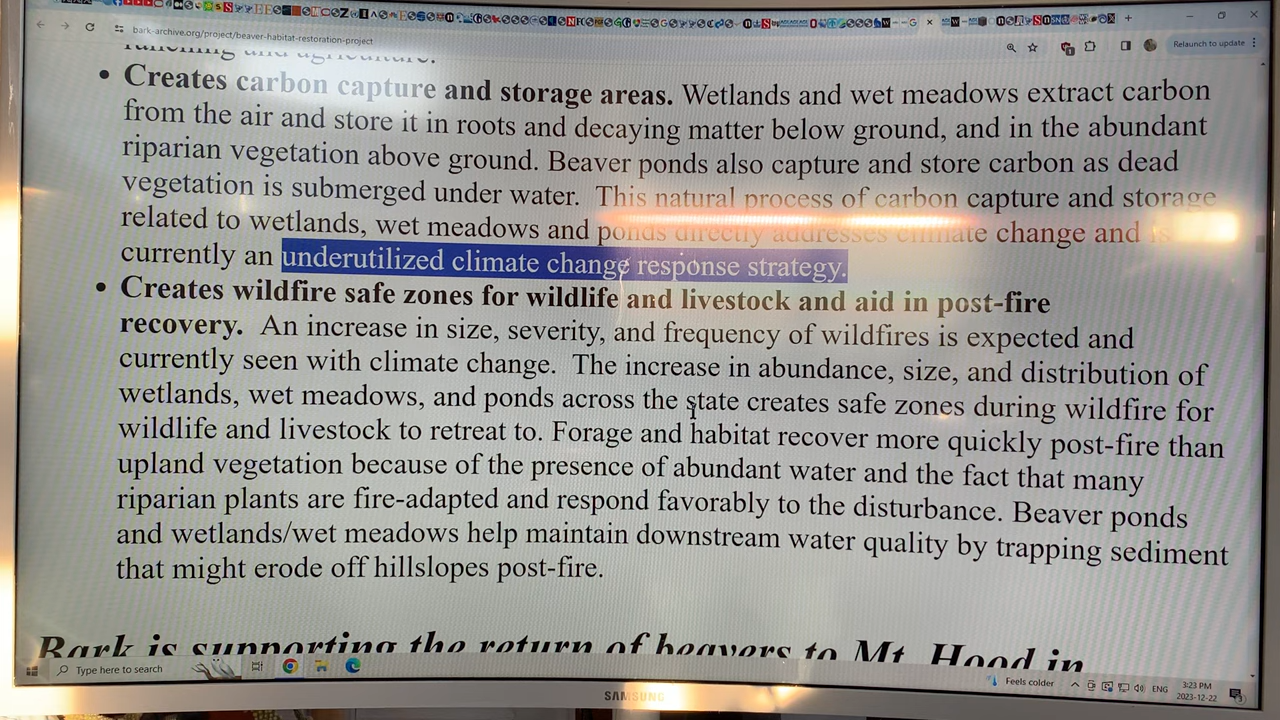 bark-archive.org/project/beaver-habitat-restoration-project
Relaunch to update
ranching and agriculture.
• Creates carbon capture and storage areas. Wetlands and wet meadows extract carbon
from the air and store it in roots and decaying matter below ground, and in the abundant
riparian vegetation above ground. Beaver ponds also capture and store carbon as dead
vegetation is submerged under water. This natural process of carbon capture and storage
related to wetlands, wet meadows and ponds directly addresses climate change and is
currently an underutilized climate change response strategy.
• Creates wildfire safe zones for wildlife and livestock and aid in post-fire
recovery. An increase in size, severity, and frequency of wildfires is expected and
currently seen with climate change. The increase in abundance, size, and distribution of
wetlands, wet meadows, and ponds across the state creates safe zones during wildfire for
wildlife and livestock to retreat to. Forage and habitat recover more quickly post-fire than
upland vegetation because of the presence of abundant water and the fact that many
riparian plants are fire-adapted and respond favorably to the disturbance. Beaver ponds
and wetlands/wet meadows help maintain downstream water quality by trapping sediment
that might erode off hillslopes post-fire.
Bark is supporting the return of beavers to Mt. Hood in
Type here to search
Feels colder
ENG
3:23 PM
2023-12-22
SAMSUNG